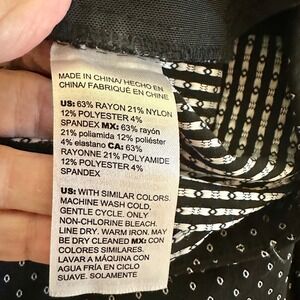 MADE IN CHINA/ HECHO EN
CHINA/ FABRIQUÉ EN CHINE
US: 63% RAYON 21% NYLON
12% POLYESTER 4%
SPANDEX MX: 63% rayón
21% poliamida 12% poliéster
4% elastano CA: 63%
RAYONNE 21% POLYAMIDE
12% POLYESTER 4%
SPANDEX
US: WITH SIMILAR COLORS.
MACHINE WASH COLD,
GENTLE CYCLE. ONLY
NON-CHLORINE BLEACH.
LINE DRY. WARM IRON. MAY
BE DRY CLEANED MX: CON
COLORES SIMILARES.
LAVAR A MÁQUINA CON
AGUA FRÍA EN CICLO
SUAVE. SOLAMENTE